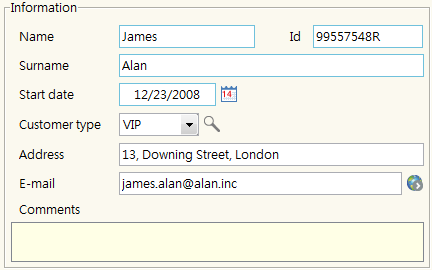 Information
Name James Id 99557548R
Surname Alan
Start date 12/23/2008 14
Customer type VIP
Address 13, Downing Street, London
E-mail james.alan@alan.inc
Comments